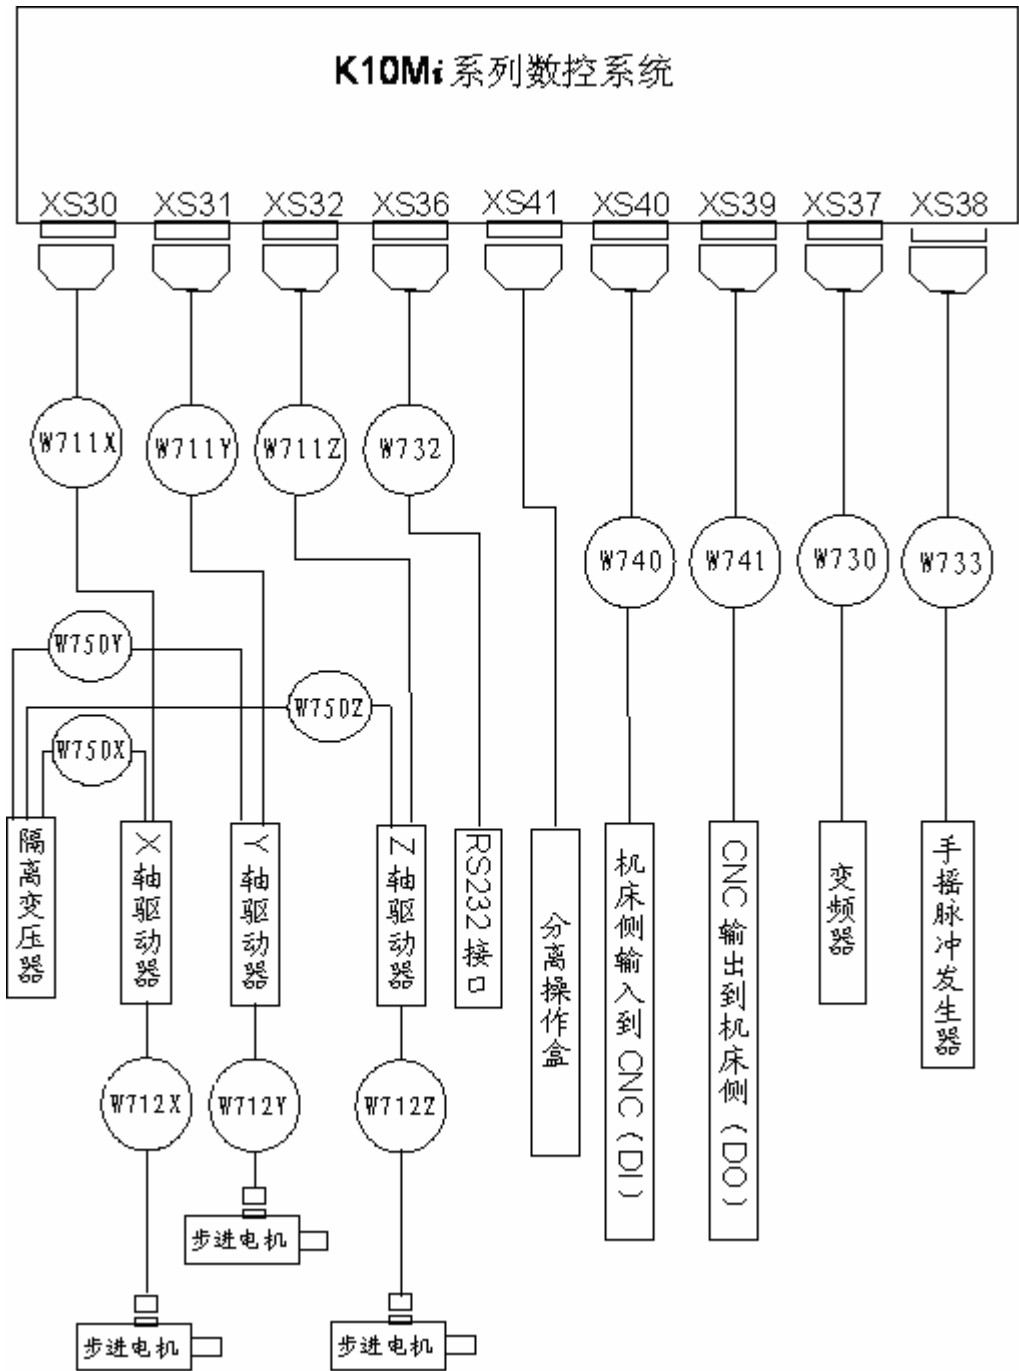 K10Mi系列数控系统
XS30 XS31 XS32 XS36 XS41 XS40 XS39 XS37 XS38
W711X W711Y W711Z W732
W740 W741 W730 W733
W750Y
W750Z
W750X
隔离变压器
X轴驱动器
Y轴驱动器
Z轴驱动器
RS232接口
分离操作盒
机床侧输入到CNC(DI)
CNC输出到机床侧(DO)
变频器
手摇脉冲发生器
W712X W712Y W712Z
步进电机
步进电机
步进电机